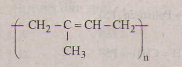 CH₂ – C = CH – CH₂
CH₃
n